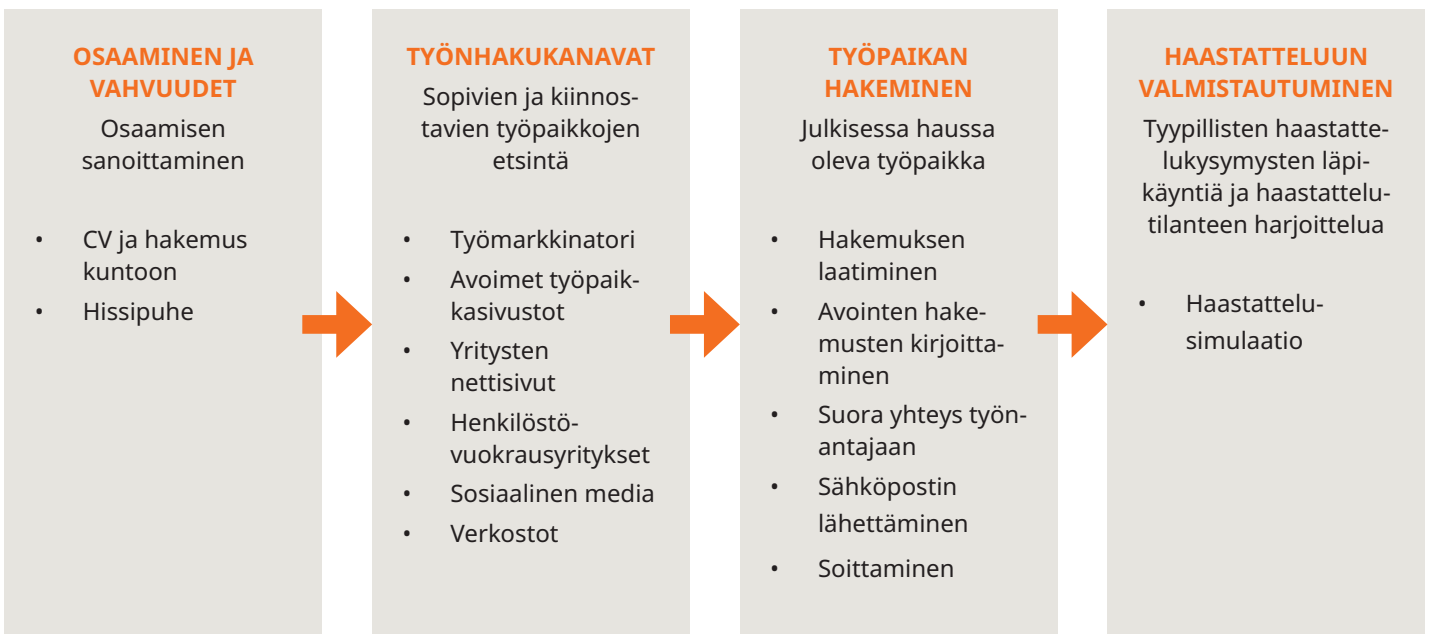 OSAAMINEN JA
VAHVUUDET
Osaamisen
sanoittaminen
• CV ja hakemus
kuntoon
• Hissipuhe
TYÖNHAKUKANAVAT
Sopivien ja kiinnos-
tavien työpaikkojen
etsintä
• Työmarkkinatori
• Avoimet työpaik-
kasivustot
• Yritysten
nettisivut
• Henkilöstö-
vuokrausyritykset
• Sosiaalinen media
• Verkostot
TYÖPAIKAN
HAKEMINEN
Julkisessa haussa
oleva työpaikka
• Hakemuksen
laatiminen
• Avointen hake-
musten kirjoitta-
minen
• Suora yhteys työn-
antajaan
• Sähköpostin
lähettäminen
• Soittaminen
HAASTATTELUUN
VALMISTAUTUMINEN
Tyypillisten haastatte-
lukysymysten läpi-
käyntiä ja haastattelu-
tilanteen harjoittelua
• Haastattelu-
simulaatio